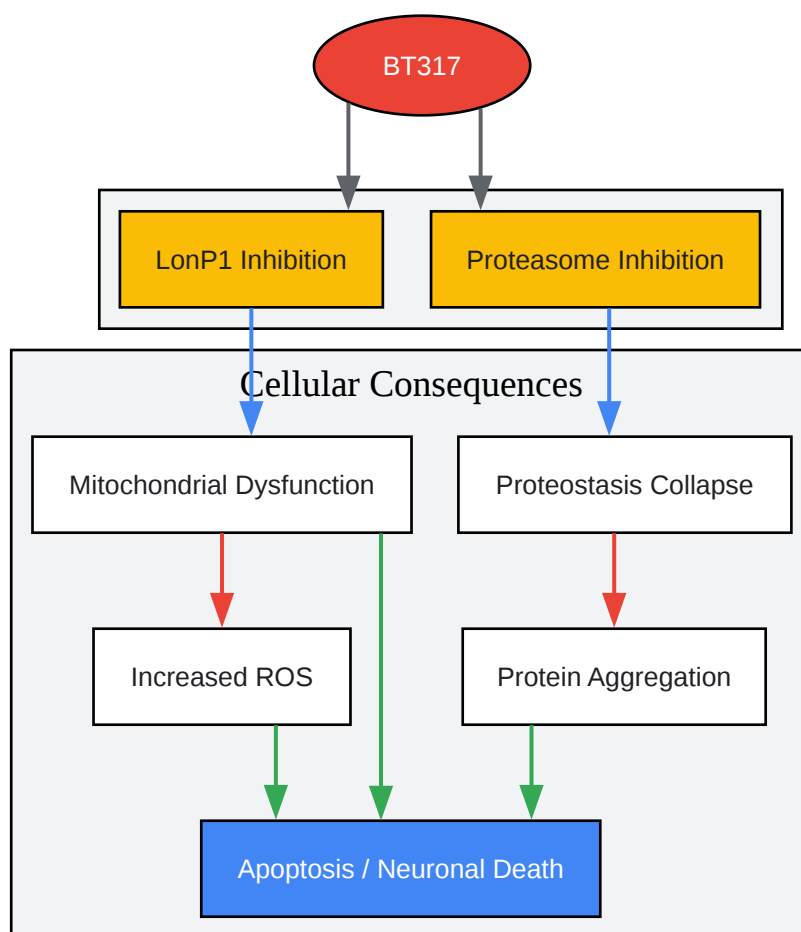 BT317
LonP1 Inhibition
Proteasome Inhibition
Cellular Consequences
Mitochondrial Dysfunction
Proteostasis Collapse
Increased ROS
Protein Aggregation
Apoptosis / Neuronal Death